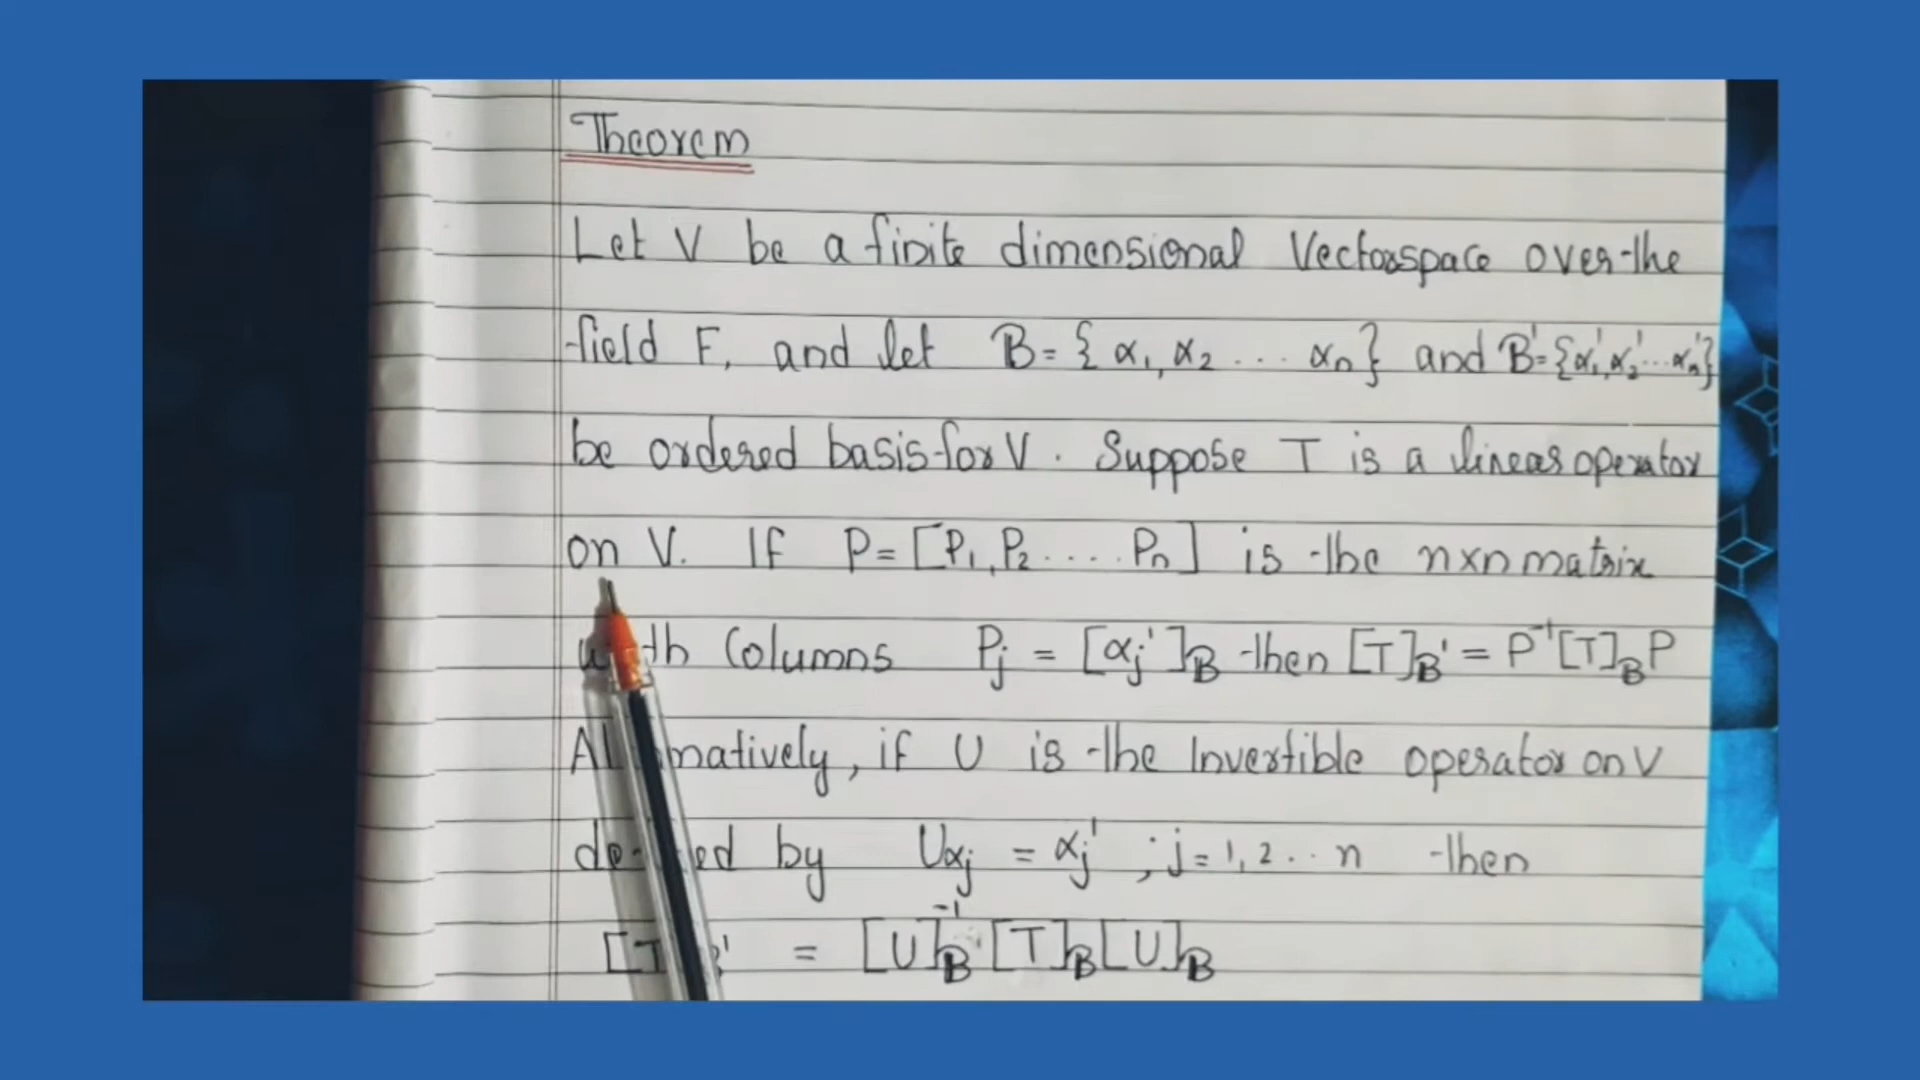 Theorem
Let V be a finite dimensional Vectorspace over the
field F, and let B = { α₁, α₂ ... αₙ} and B' = {α₁', α₂' ... αₙ'}
be ordered basis for V. Suppose T is a linear operator
on V. If P = [P₁, P₂ .... Pₙ] is the n×n matrix
with Columns Pⱼ = [αⱼ']B then [T]B' = P⁻¹[T]B P
matively, if U is the Invertible operator on V
by Uαⱼ = αⱼ' ; j = 1, 2 .. n then
= [U]B⁻¹ [T]B [U]B